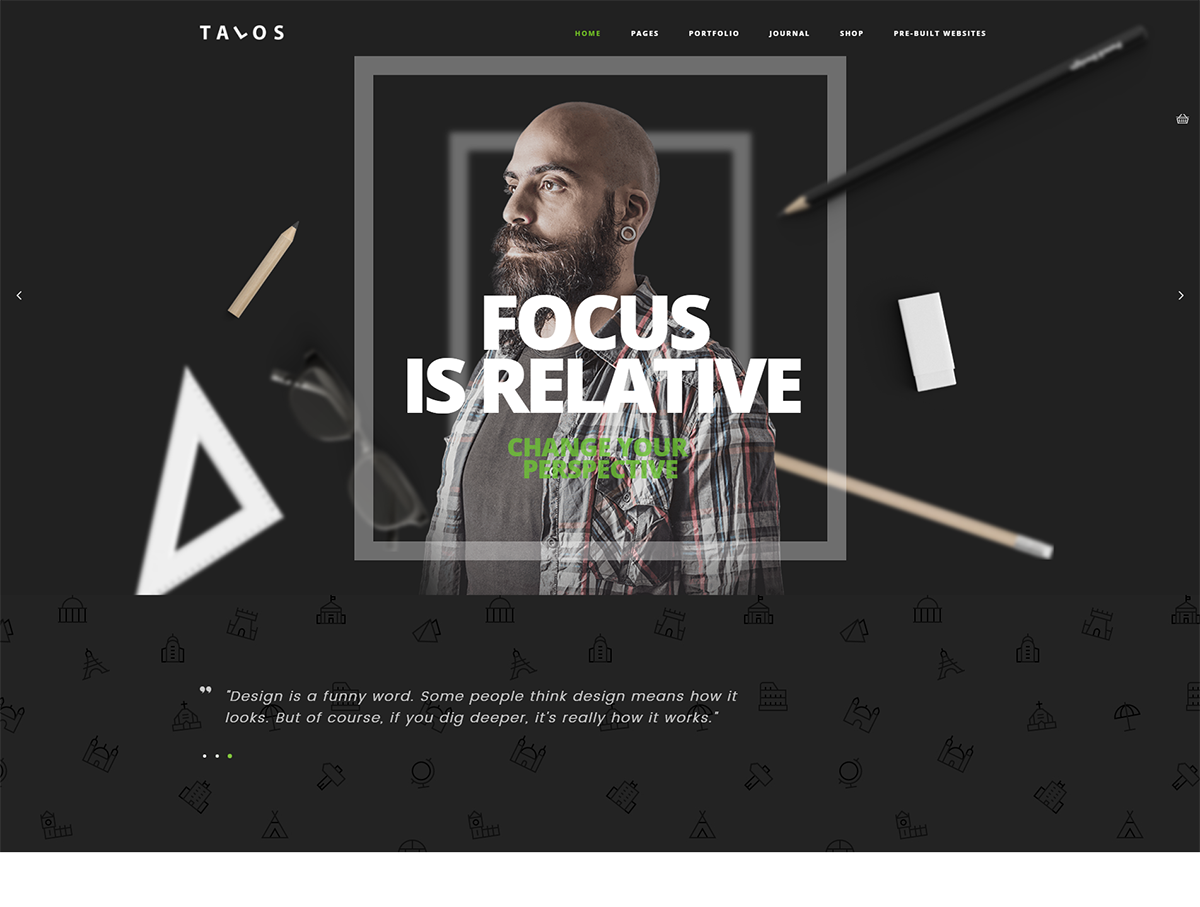 TALOS
HOME PAGES PORTFOLIO JOURNAL SHOP PRE-BUILT WEBSITES
FOCUS
IS RELATIVE
CHANGE YOUR
PERSPECTIVE
"Design is a funny word. Some people think design means how it
looks. But of course, if you dig deeper, it's really how it works."